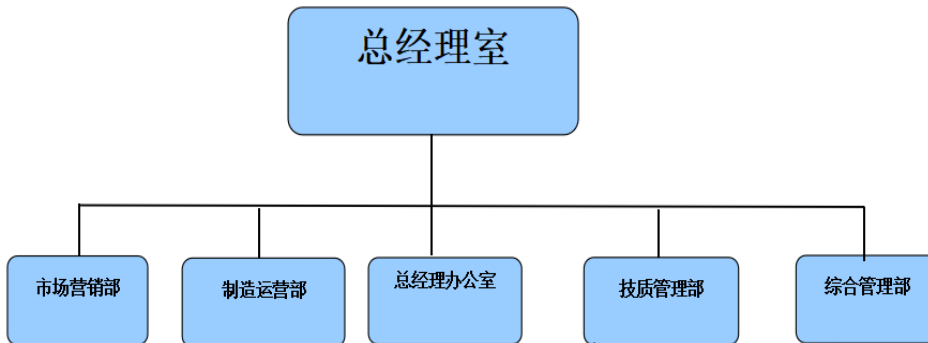 总经理室
市场营销部
制造运营部
总经理办公室
技质管理部
综合管理部